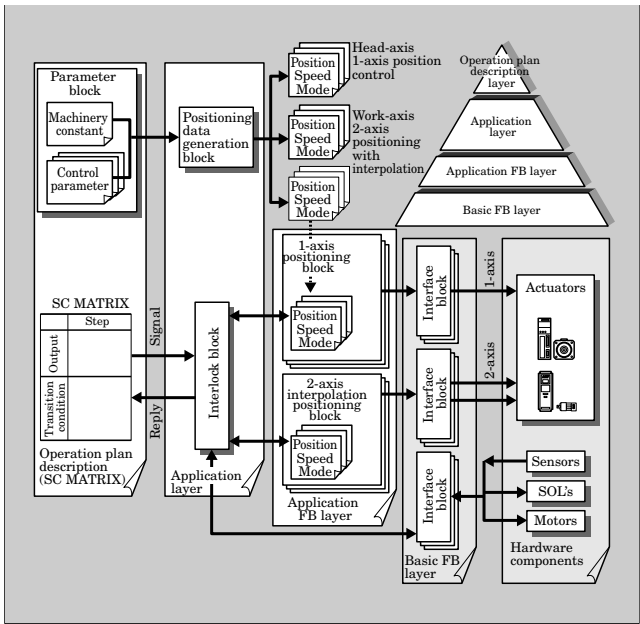 Parameter
block
Machinery
constant
Control
parameter
Positioning
data
generation
block
Position
Speed
Mode
Head-axis
1-axis position
control
Position
Speed
Mode
Work-axis
2-axis
positioning
with
interpolation
Position
Speed
Mode
Operation plan
description
layer
Application
layer
Application FB layer
Basic FB layer
SC MATRIX
Step
Output
Transition
condition
Operation plan
description
(SC MATRIX)
Signal
Reply
Interlock block
Application
layer
1-axis
positioning
block
Position
Speed
Mode
2-axis
interpolation
positioning
block
Position
Speed
Mode
Application
FB layer
Interface
block
Interface
block
Interface
block
Basic FB
layer
1-axis
2-axis
Actuators
Sensors
SOL's
Motors
Hardware
components